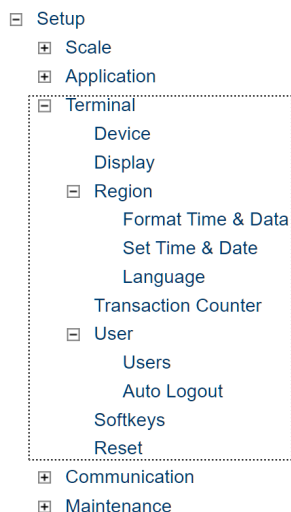 Setup
Scale
Application
Terminal
Device
Display
Region
Format Time & Data
Set Time & Date
Language
Transaction Counter
User
Users
Auto Logout
Softkeys
Reset
Communication
Maintenance